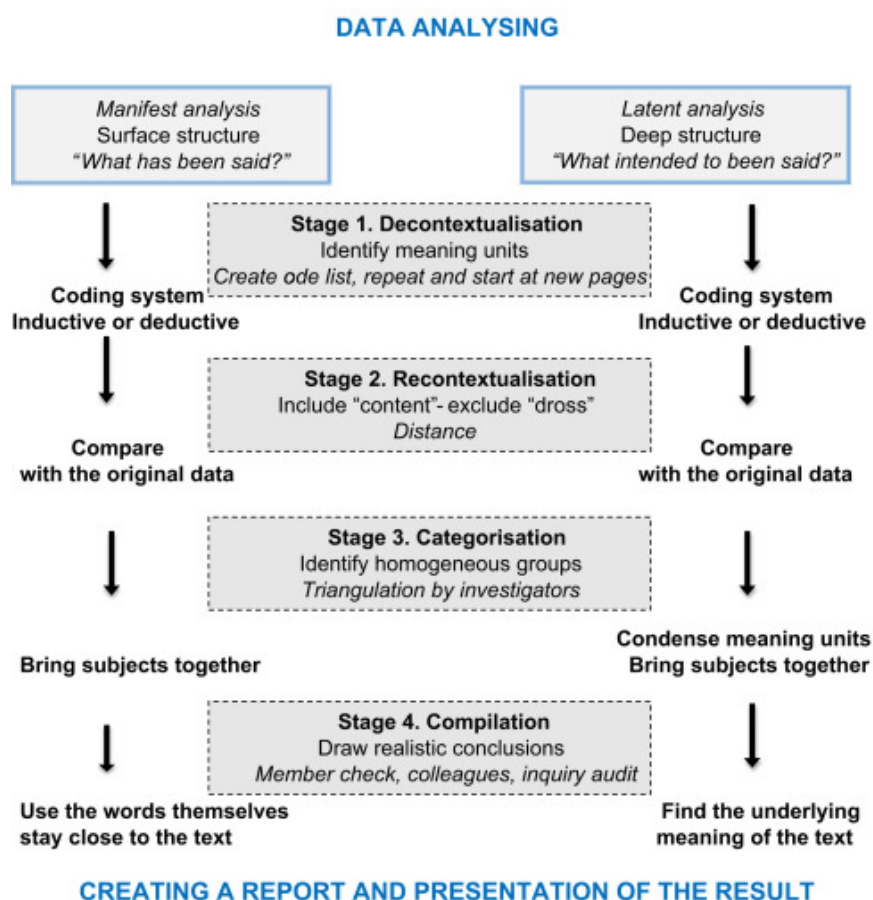 DATA ANALYSING
Manifest analysis
Surface structure
“What has been said?”
Latent analysis
Deep structure
“What intended to been said?”
Stage 1. Decontextualisation
Identify meaning units
Create ode list, repeat and start at new pages
Coding system
Inductive or deductive
Coding system
Inductive or deductive
Stage 2. Recontextualisation
Include “content”- exclude “dross”
Distance
Compare
with the original data
Compare
with the original data
Stage 3. Categorisation
Identify homogeneous groups
Triangulation by investigators
Bring subjects together
Condense meaning units
Bring subjects together
Stage 4. Compilation
Draw realistic conclusions
Member check, colleagues, inquiry audit
Use the words themselves
stay close to the text
Find the underlying
meaning of the text
CREATING A REPORT AND PRESENTATION OF THE RESULT